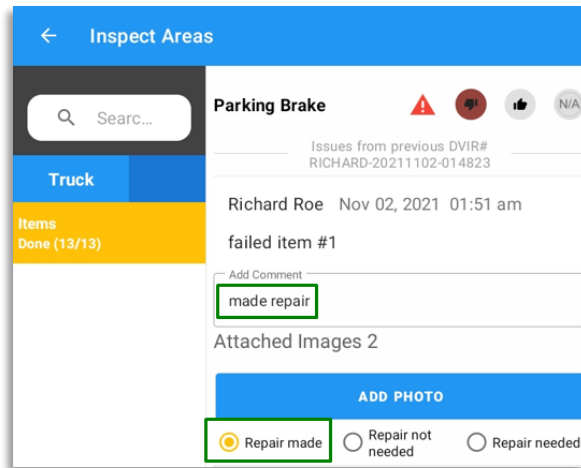 Inspect Areas
Searc...
Truck
Items
Done (13/13)
Parking Brake
N/A
Issues from previous DVIR#
RICHARD-20211102-014823
Richard Roe Nov 02, 2021 01:51 am
failed item #1
Add Comment
made repair
Attached Images 2
ADD PHOTO
Repair made
Repair not
needed
Repair needed